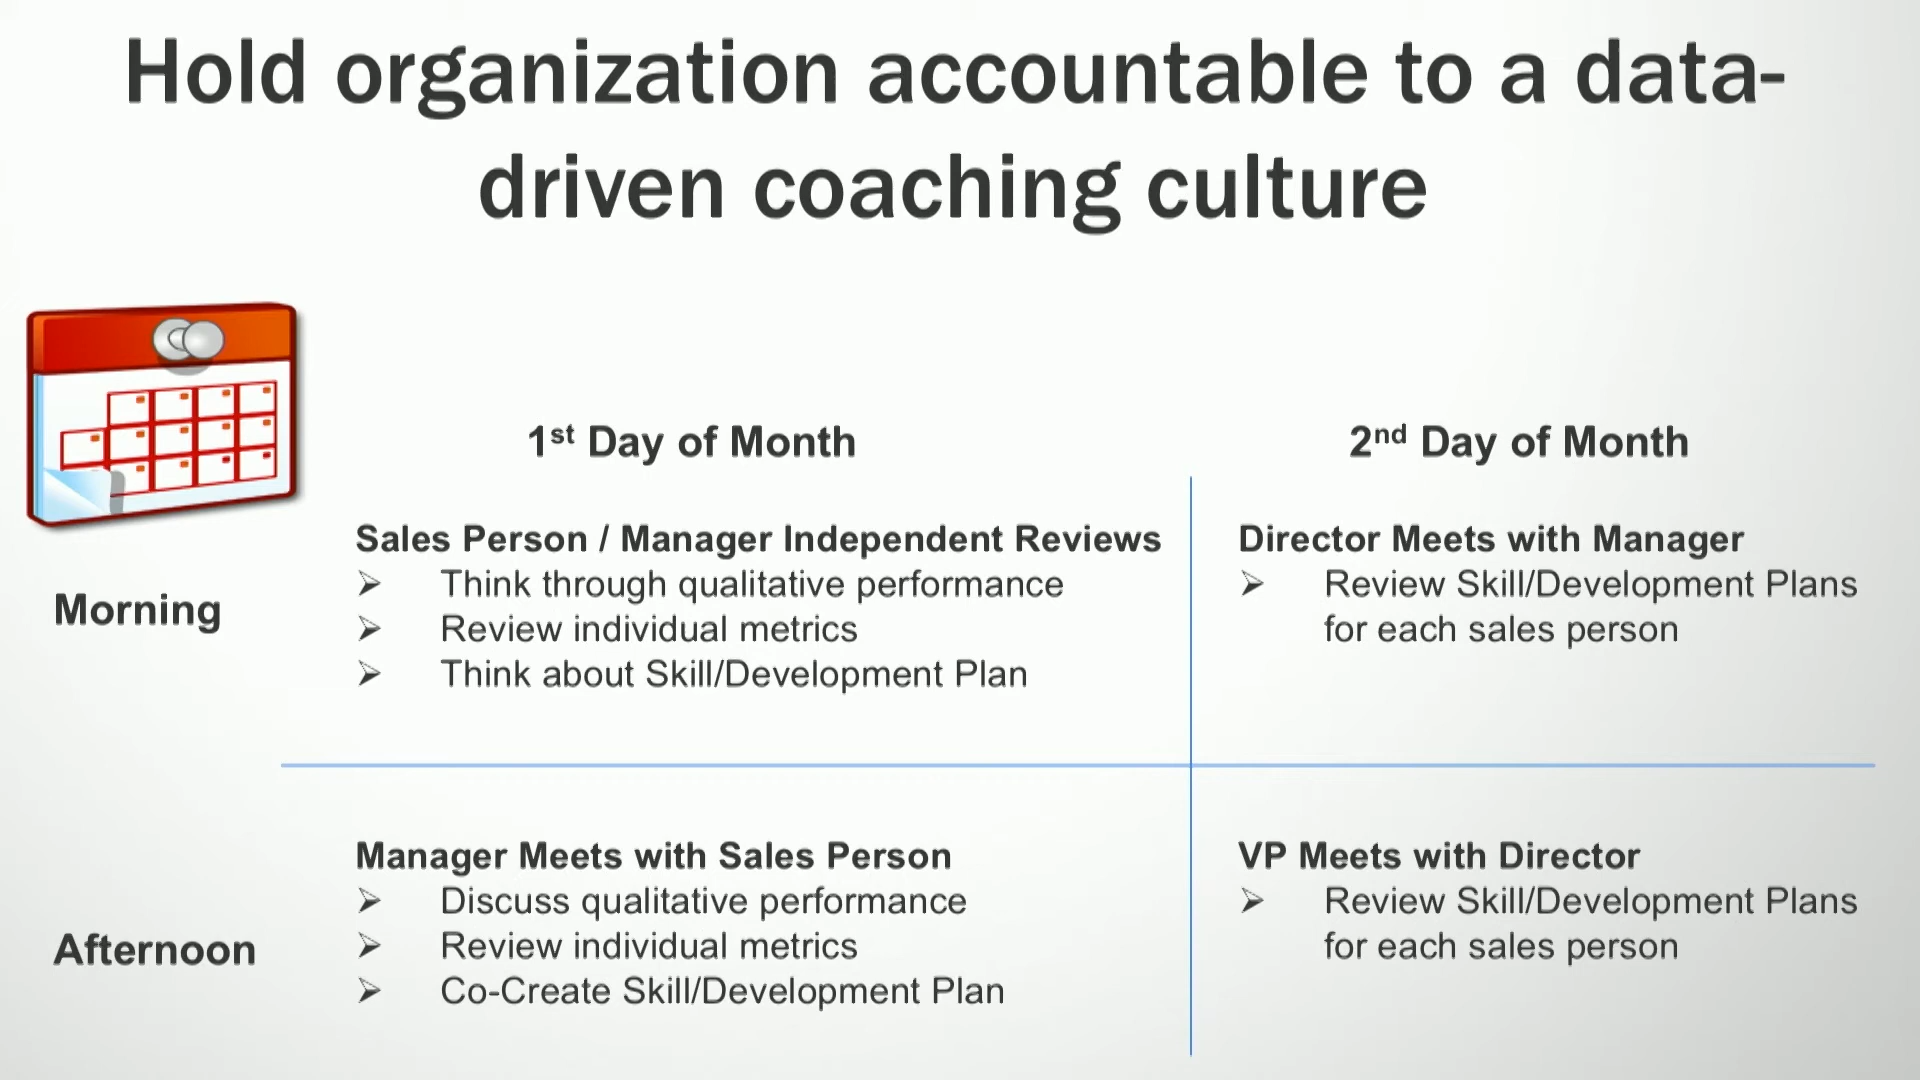 Hold organization accountable to a data-
driven coaching culture
1st Day of Month
2nd Day of Month
Morning
Sales Person / Manager Independent Reviews
➢ Think through qualitative performance
➢ Review individual metrics
➢ Think about Skill/Development Plan
Director Meets with Manager
➢ Review Skill/Development Plans
for each sales person
Afternoon
Manager Meets with Sales Person
➢ Discuss qualitative performance
➢ Review individual metrics
➢ Co-Create Skill/Development Plan
VP Meets with Director
➢ Review Skill/Development Plans
for each sales person